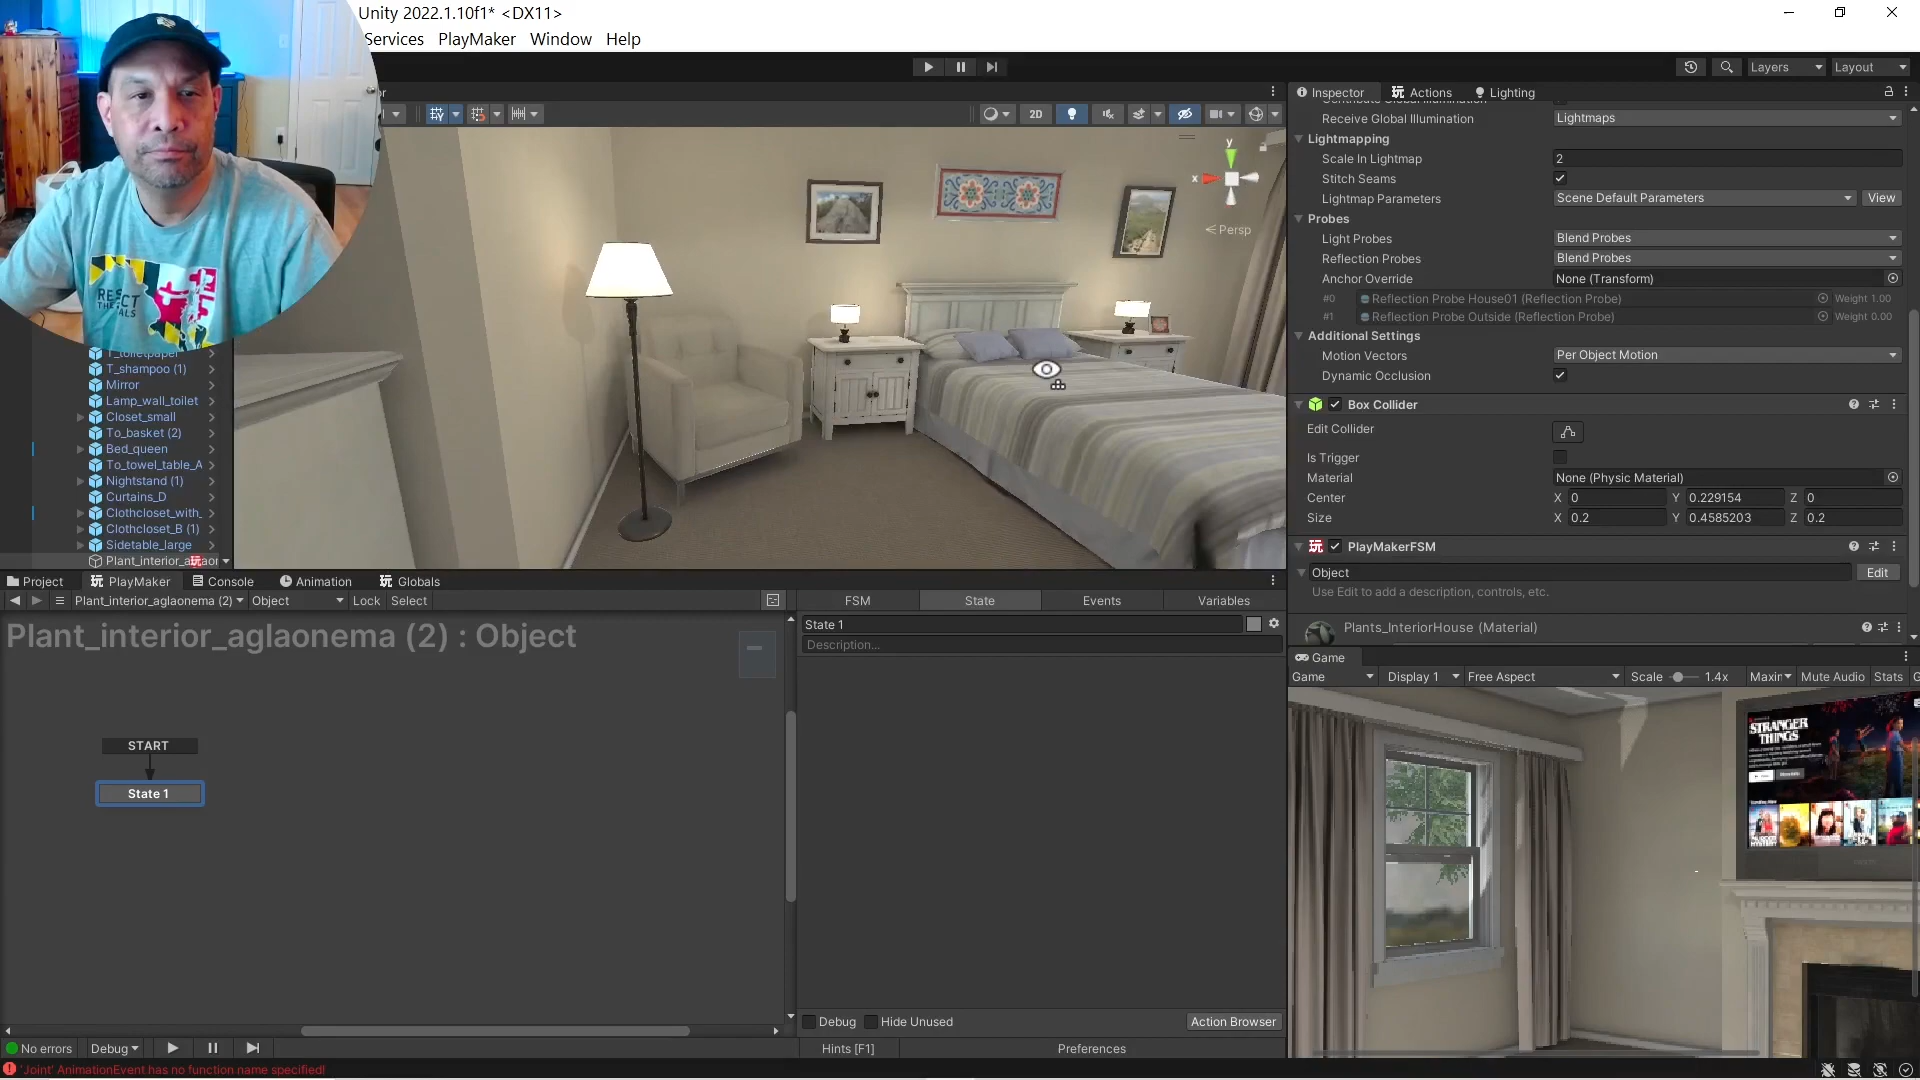 Unity 2022.1.10f1* <DX11>
Services PlayMaker Window Help
Layers Layout
Inspector Actions Lighting
2D
Receive Global Illumination Lightmaps
Lightmapping
Scale In Lightmap 2
Stitch Seams
Lightmap Parameters Scene Default Parameters View
Probes
Light Probes Blend Probes
Reflection Probes Blend Probes
Anchor Override None (Transform)
#0 Reflection Probe House01 (Reflection Probe) Weight 1.00
#1 Reflection Probe Outside (Reflection Probe) Weight 0.00
Additional Settings
Motion Vectors Per Object Motion
Dynamic Occlusion
Box Collider
Edit Collider
Is Trigger
Material None (Physic Material)
Center X 0 Y 0.229154 Z 0
Size X 0.2 Y 0.4585203 Z 0.2
PlayMakerFSM
Object Edit
Use Edit to add a description, controls, etc.
Plants_InteriorHouse (Material)
y
x
< Persp
T_toiletpaper
T_shampoo (1)
Mirror
Lamp_wall_toilet
Closet_small
To_basket (2)
Bed_queen
To_towel_table_A
Nightstand (1)
Curtains_D
Clothcloset_with_
Clothcloset_B (1)
Sidetable_large
Project PlayMaker Console Animation Globals
Plant_interior_aglaonema (2) Object Lock Select
Plant_interior_aglaonema (2) : Object
START
State 1
FSM State Events Variables
State 1
Description...
Debug Hide Unused Action Browser
Hints [F1] Preferences
Game
Game Display 1 Free Aspect Scale 1.4x Mute Audio Stats
STRANGER
THINGS
No errors Debug
'Joint' AnimationEvent has no function name specified!